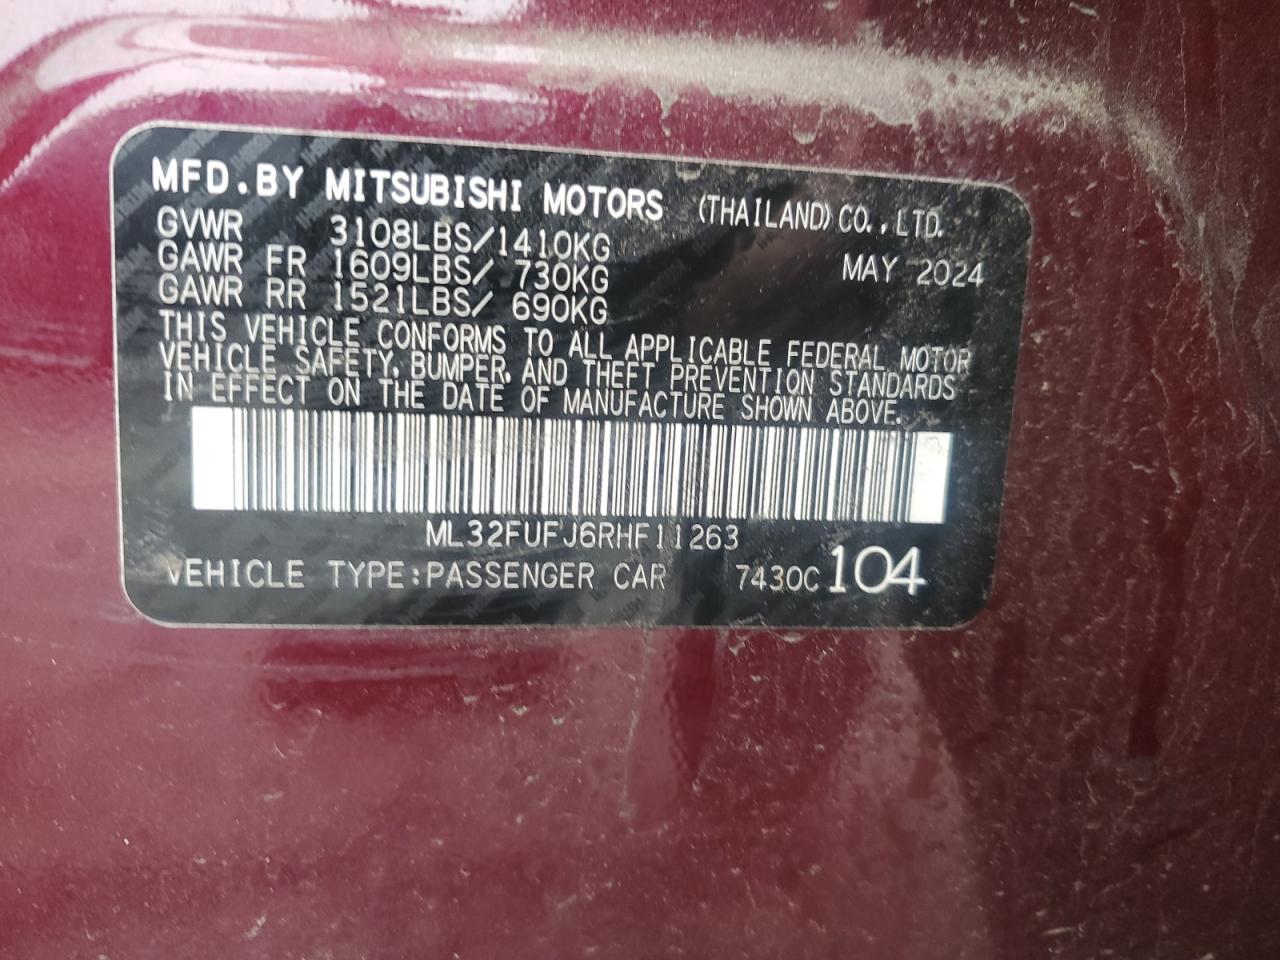 MFD.BY MITSUBISHI MOTORS (THAILAND)CO.,LTD.
GVWR 3108LBS/1410KG
GAWR FR 1609LBS/ 730KG MAY 2024
GAWR RR 1521LBS/ 690KG
THIS VEHICLE CONFORMS TO ALL APPLICABLE FEDERAL MOTOR
VEHICLE SAFETY, BUMPER, AND THEFT PREVENTION STANDARDS
IN EFFECT ON THE DATE OF MANUFACTURE SHOWN ABOVE.
ML32FUFJ6RHF11263
VEHICLE TYPE:PASSENGER CAR 7430C 104